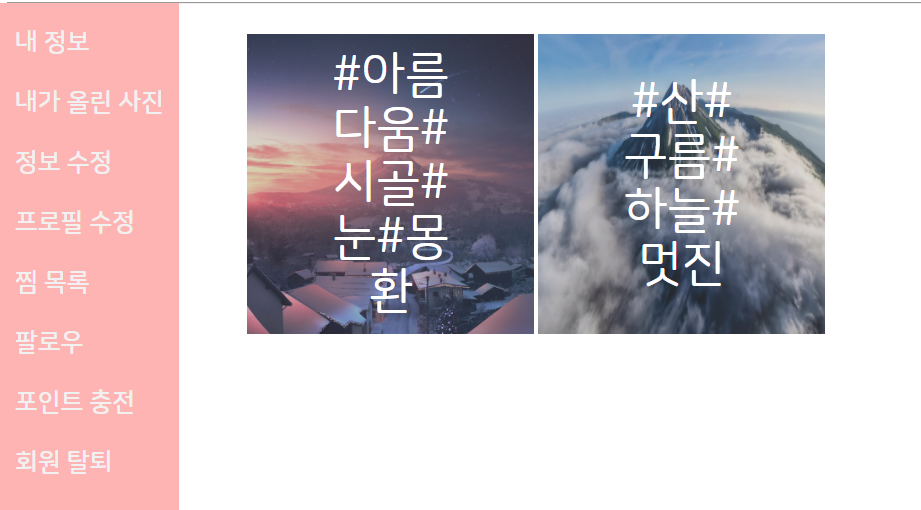 내 정보
내가 올린 사진
정보 수정
프로필 수정
찜 목록
팔로우
포인트 충전
회원 탈퇴
#아름
다움#
시골#
눈#몽
환
#산#
구름#
하늘#
멋진